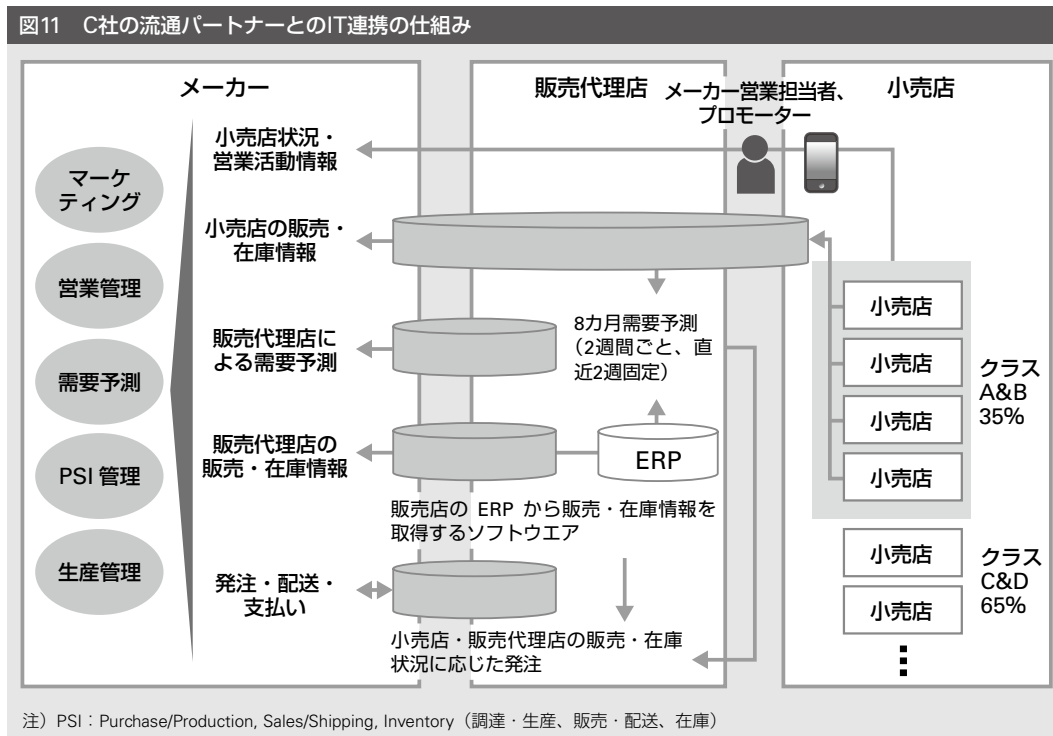 図11 C社の流通パートナーとのIT連携の仕組み
メーカー
販売代理店
メーカー営業担当者、
プロモーター
小売店
マーケ
ティング
営業管理
需要予測
PSI 管理
生産管理
小売店状況・
営業活動情報
小売店の販売・
在庫情報
販売代理店に
よる需要予測
販売代理店の
販売・在庫情報
発注・配送・
支払い
8カ月需要予測
(2週間ごと、直
近2週固定)
ERP
販売店の ERP から販売・在庫情報を
取得するソフトウエア
小売店・販売代理店の販売・在庫
状況に応じた発注
小売店
小売店
小売店
小売店
クラス
A&B
35%
小売店
小売店
クラス
C&D
65%
注)PSI:Purchase/Production, Sales/Shipping, Inventory(調達・生産、販売・配送、在庫)